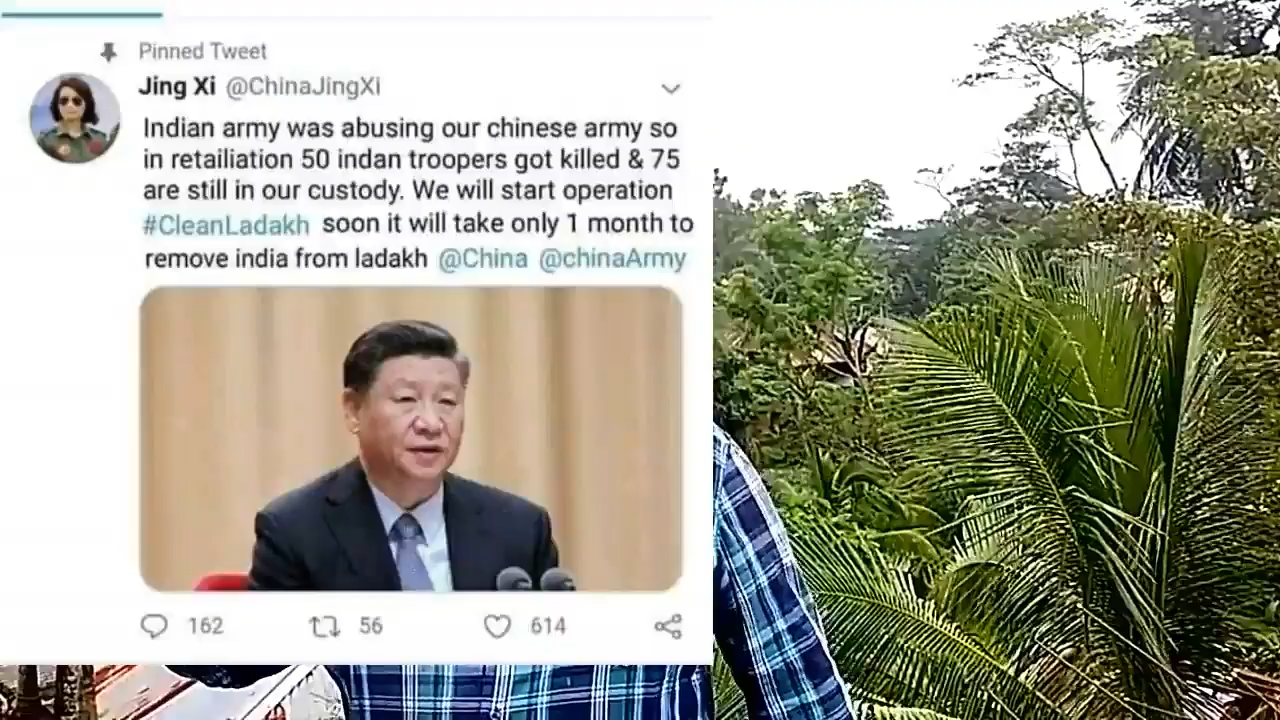 Pinned Tweet
Jing Xi @ChinaJingXi
Indian army was abusing our chinese army so
in retailiation 50 indan troopers got killed & 75
are still in our custody. We will start operation
#CleanLadakh soon it will take only 1 month to
remove india from ladakh @China @chinaArmy
162 56 614